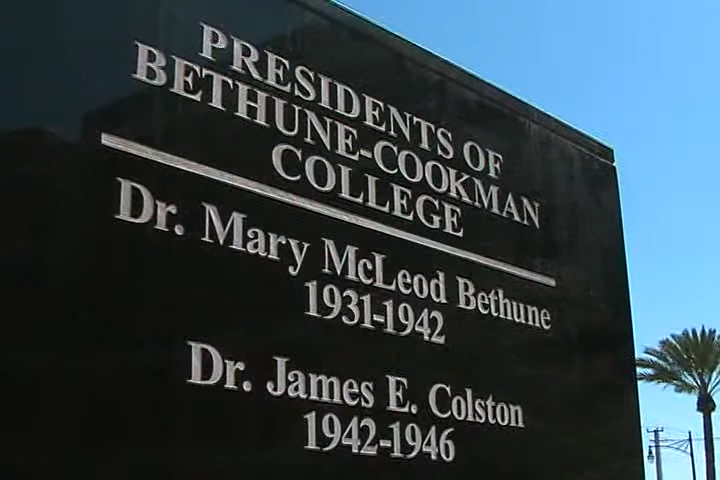 PRESIDENTS OF
BETHUNE-COOKMAN
COLLEGE
Dr. Mary McLeod Bethune
1931-1942
Dr. James E. Colston
1942-1946